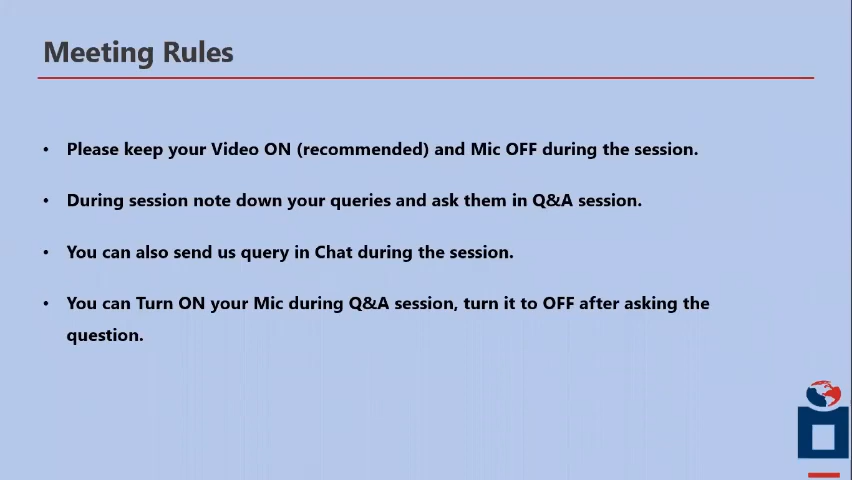 Meeting Rules
• Please keep your Video ON (recommended) and Mic OFF during the session.
• During session note down your queries and ask them in Q&A session.
• You can also send us query in Chat during the session.
• You can Turn ON your Mic during Q&A session, turn it to OFF after asking the
question.